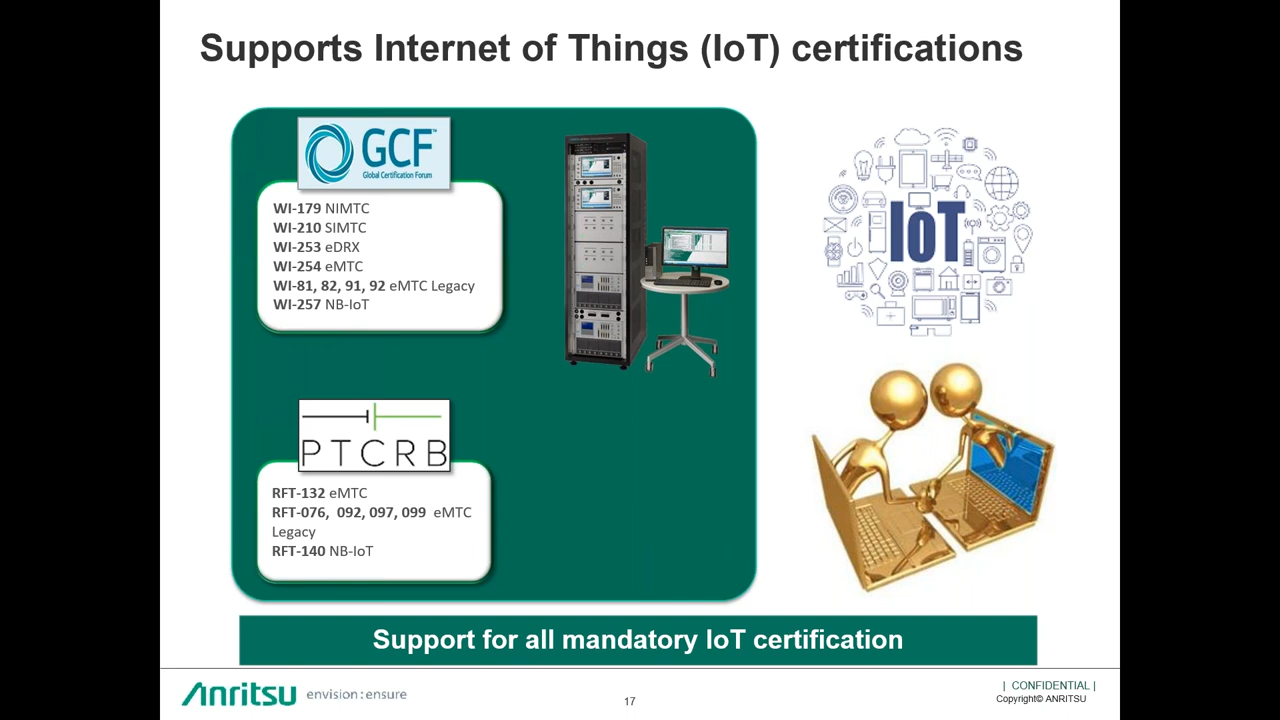 Supports Internet of Things (IoT) certifications
GCF™
Global Certification Forum
WI-179 NIMTC
WI-210 SIMTC
WI-253 eDRX
WI-254 eMTC
WI-81, 82, 91, 92 eMTC Legacy
WI-257 NB-IoT
IoT
PTCRB
RFT-132 eMTC
RFT-076, 092, 097, 099 eMTC
Legacy
RFT-140 NB-IoT
Support for all mandatory IoT certification
Anritsu envision : ensure
17
| CONFIDENTIAL |
Copyright© ANRITSU